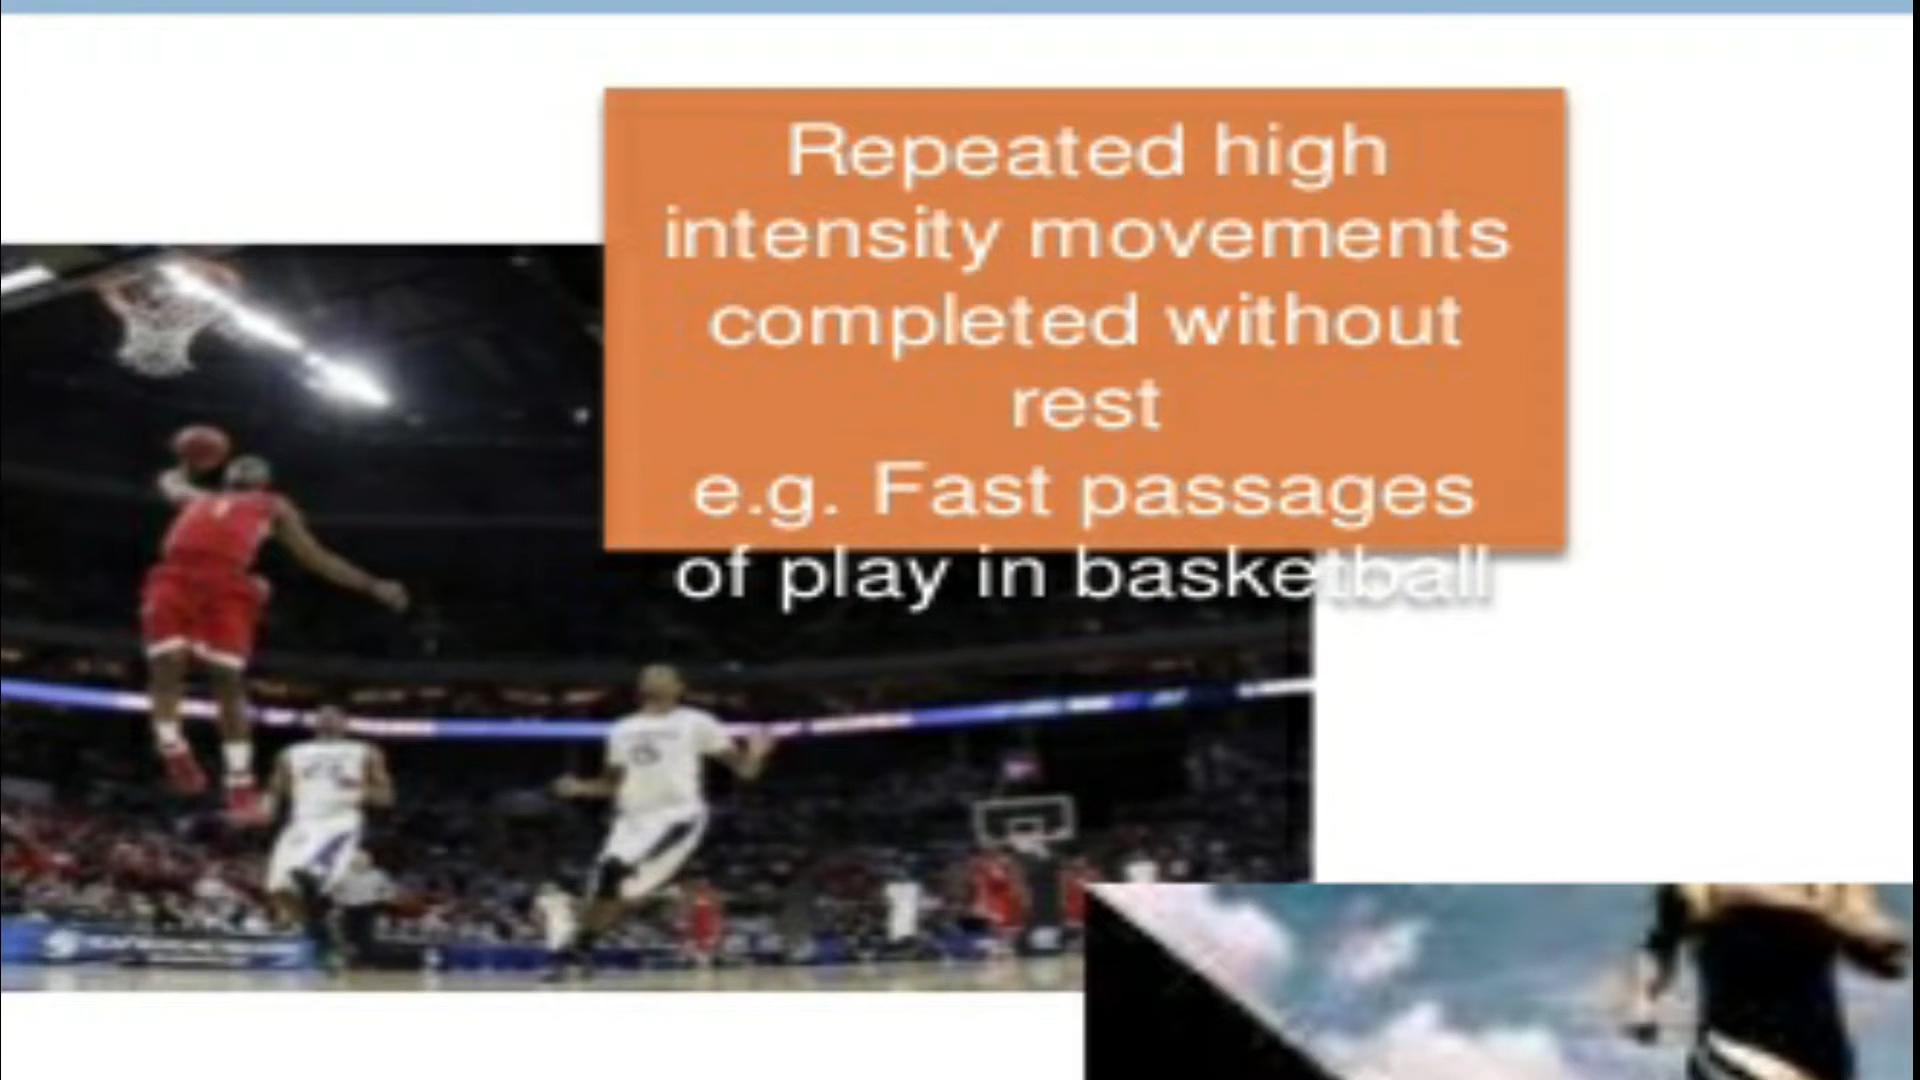 Repeated high
intensity movements
completed without
rest
e.g. Fast passages
of play in basketball